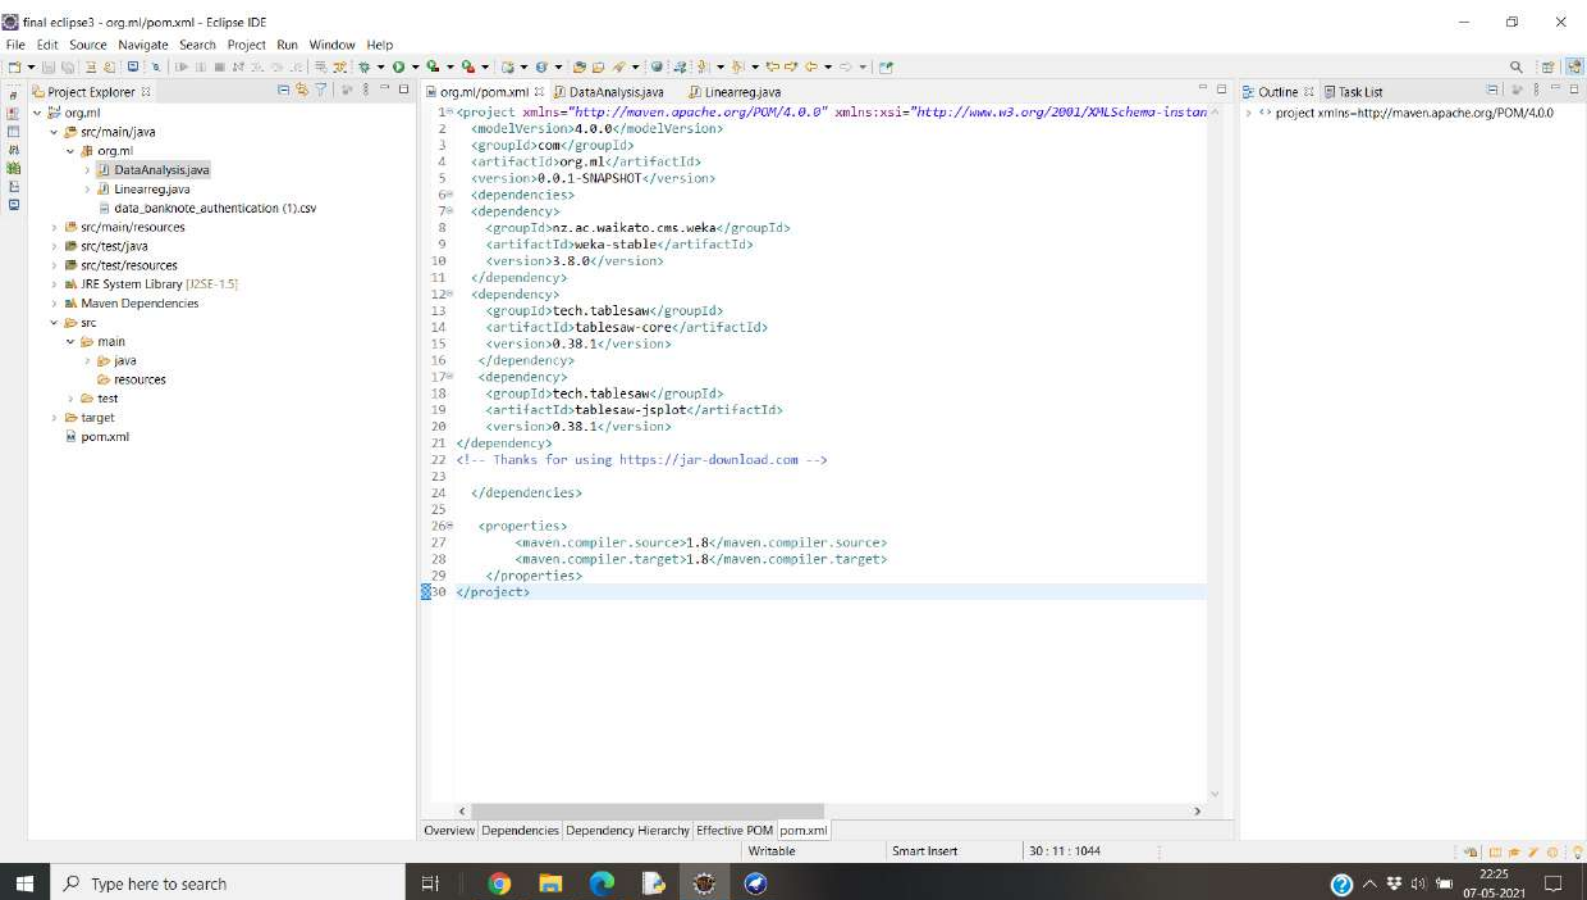 final eclipse3 - org.ml/pom.xml - Eclipse IDE
File Edit Source Navigate Search Project Run Window Help
Project Explorer
org.ml
src/main/java
org.ml
DataAnalysis.java
Linearreg.java
data_banknote_authentication (1).csv
src/main/resources
src/test/java
src/test/resources
JRE System Library [J2SE-1.5]
Maven Dependencies
src
main
java
resources
test
target
pom.xml
org.ml/pom.xml DataAnalysis.java Linearreg.java
1 <project xmlns="http://maven.apache.org/POM/4.0.0" xmlns:xsi="http://www.w3.org/2001/XMLSchema-instan
2 <modelVersion>4.0.0</modelVersion>
3 <groupId>com</groupId>
4 <artifactId>org.ml</artifactId>
5 <version>0.0.1-SNAPSHOT</version>
6 <dependencies>
7 <dependency>
8 <groupId>nz.ac.waikato.cms.weka</groupId>
9 <artifactId>weka-stable</artifactId>
10 <version>3.8.0</version>
11 </dependency>
12 <dependency>
13 <groupId>tech.tablesaw</groupId>
14 <artifactId>tablesaw-core</artifactId>
15 <version>0.38.1</version>
16 </dependency>
17 <dependency>
18 <groupId>tech.tablesaw</groupId>
19 <artifactId>tablesaw-jsplot</artifactId>
20 <version>0.38.1</version>
21 </dependency>
22 <!-- Thanks for using https://jar-download.com -->
23
24 </dependencies>
25
26 <properties>
27 <maven.compiler.source>1.8</maven.compiler.source>
28 <maven.compiler.target>1.8</maven.compiler.target>
29 </properties>
30 </project>
Overview Dependencies Dependency Hierarchy Effective POM pom.xml
Outline Task List
project xmlns=http://maven.apache.org/POM/4.0.0
Writable Smart Insert 30 : 11 : 1044
Type here to search
22:25
07-05-2021